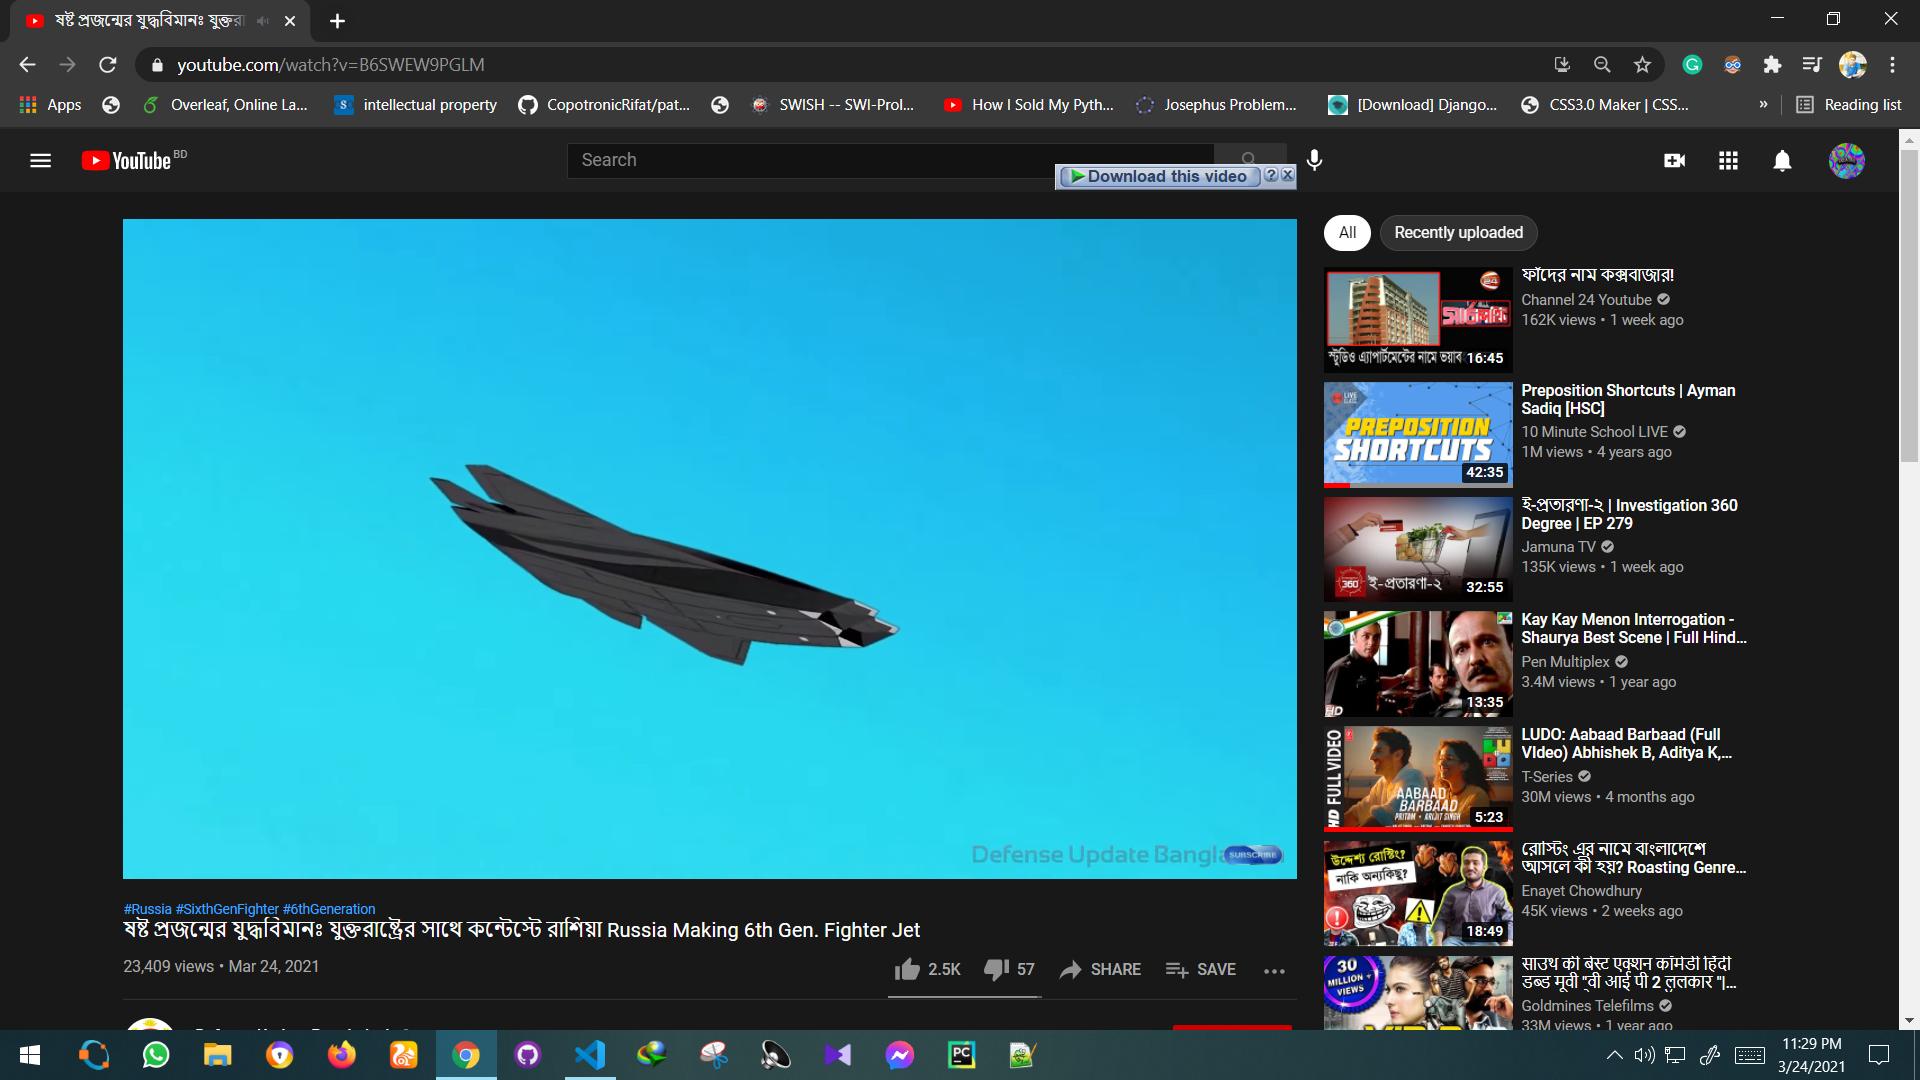 ষষ্ট প্রজন্মের যুদ্ধবিমানঃ যুক্তরা
youtube.com/watch?v=B6SWEW9PGLM
Apps
Overleaf, Online La...
intellectual property
CopotronicRifat/pat...
SWISH -- SWI-Prol...
How I Sold My Pyth...
Josephus Problem...
[Download] Django...
CSS3.0 Maker | CSS...
»
Reading list
YouTube BD
Search
Download this video ? X
All
Recently uploaded
ফাঁদের নাম কক্সবাজার!
Channel 24 Youtube
162K views • 1 week ago
24
সার্চলাইট
স্টুডিও এ্যাপার্টমেন্টের নামে ভয়াব
16:45
Preposition Shortcuts | Ayman
Sadiq [HSC]
10 Minute School LIVE
1M views • 4 years ago
LIVE
PREPOSITION
SHORTCUTS
42:35
ই-প্রতারণা-২ | Investigation 360
Degree | EP 279
Jamuna TV
135K views • 1 week ago
360
ই-প্রতারণা-২
32:55
Kay Kay Menon Interrogation -
Shaurya Best Scene | Full Hind...
Pen Multiplex
3.4M views • 1 year ago
HD
13:35
LUDO: Aabaad Barbaad (Full
VIdeo) Abhishek B, Aditya K,...
T-Series
30M views • 4 months ago
HD FULL VIDEO
AABAAD
BARBAAD
PRITAM • ARIJIT SINGH
5:23
রোস্টিং এর নামে বাংলাদেশে
আসলে কী হয়? Roasting Genre...
Enayet Chowdhury
45K views • 2 weeks ago
উদ্দেশ্য রোস্টিং?
নাকি অন্যকিছু?
18:49
साउथ की बेस्ट एक्शन कॉमेडी हिंदी
डब्ड मूवी "वी आई पी 2 ललकार "|...
Goldmines Telefilms
33M views • 1 year ago
30
MILLION +
VIEWS
Defense Update Bangla
SUBSCRIBE
#Russia #SixthGenFighter #6thGeneration
ষষ্ট প্রজন্মের যুদ্ধবিমানঃ যুক্তরাষ্ট্রের সাথে কন্টেস্টে রাশিয়া Russia Making 6th Gen. Fighter Jet
23,409 views • Mar 24, 2021
2.5K
57
SHARE
SAVE
PC
11:29 PM
3/24/2021